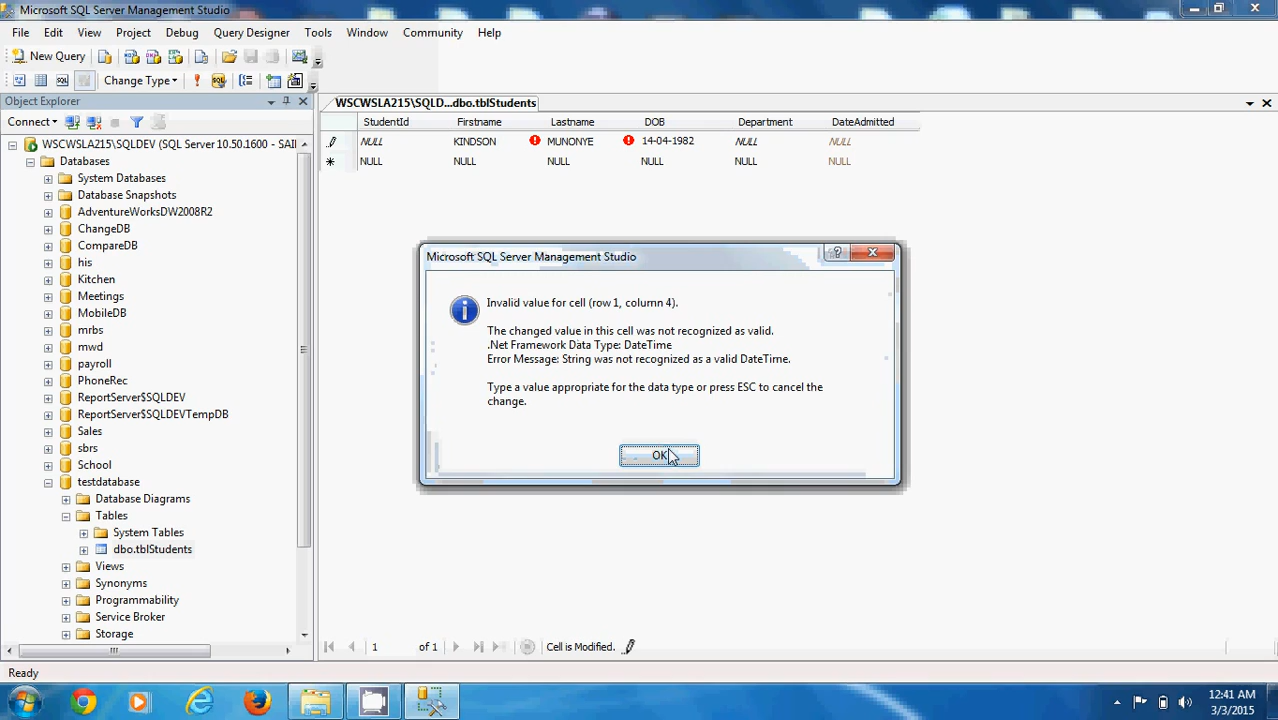 Microsoft SQL Server Management Studio
File Edit View Project Debug Query Designer Tools Window Community Help
New Query
Change Type
Object Explorer
WSCWSLA215\SQLD...dbo.tblStudents
Connect
StudentId Firstname Lastname DOB Department DateAdmitted
NULL KINDSON MUNONYE 14-04-1982 NULL NULL
NULL NULL NULL NULL NULL NULL
WSCWSLA215\SQLDEV (SQL Server 10.50.1600 - SAI
Databases
System Databases
Database Snapshots
AdventureWorksDW2008R2
ChangeDB
CompareDB
his
Kitchen
Meetings
MobileDB
mrbs
mwd
payroll
PhoneRec
ReportServer$SQLDEV
ReportServer$SQLDEVTempDB
Sales
sbrs
School
testdatabase
Database Diagrams
Tables
System Tables
dbo.tblStudents
Views
Synonyms
Programmability
Service Broker
Storage
Microsoft SQL Server Management Studio
Invalid value for cell (row 1, column 4).
The changed value in this cell was not recognized as valid.
.Net Framework Data Type: DateTime
Error Message: String was not recognized as a valid DateTime.
Type a value appropriate for the data type or press ESC to cancel the
change.
OK
1 of 1 Cell is Modified.
Ready
12:41 AM
3/3/2015